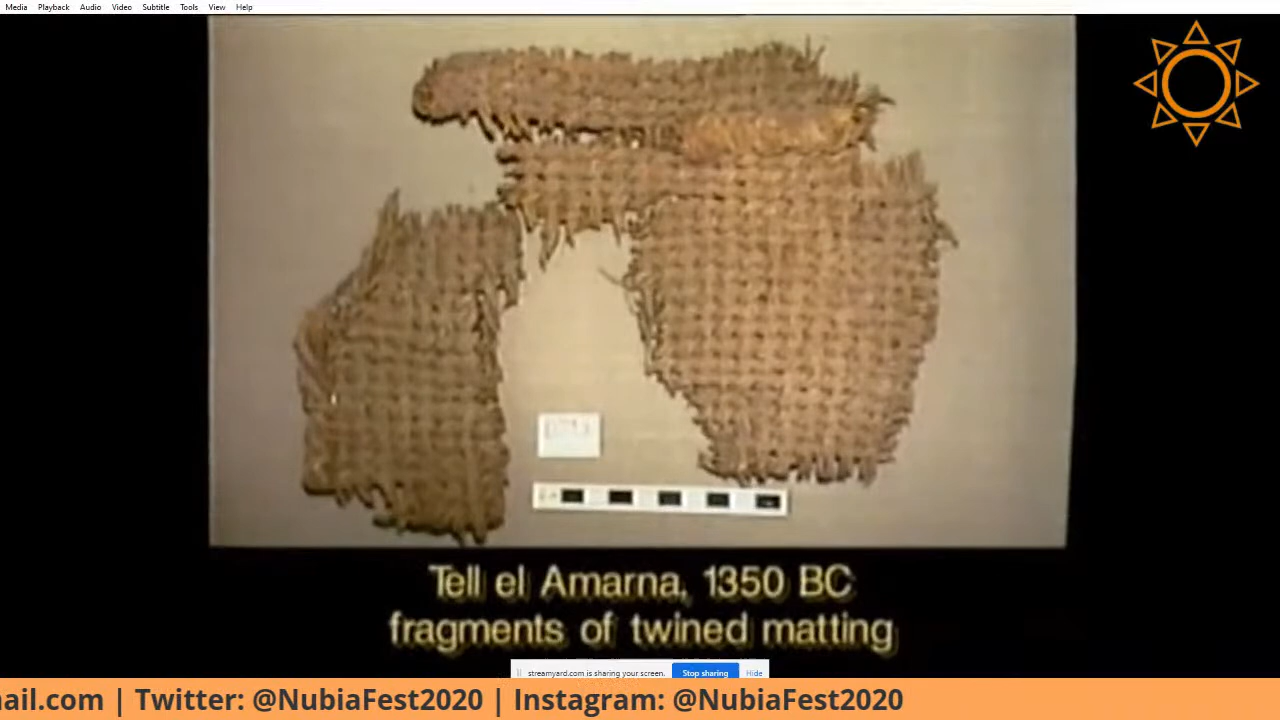 Media Playback Audio Video Subtitle Tools View Help
Tell el Amarna, 1350 BC
fragments of twined matting
streamyard.com is sharing your screen. Stop sharing Hide
ail.com | Twitter: @NubiaFest2020 | Instagram: @NubiaFest2020